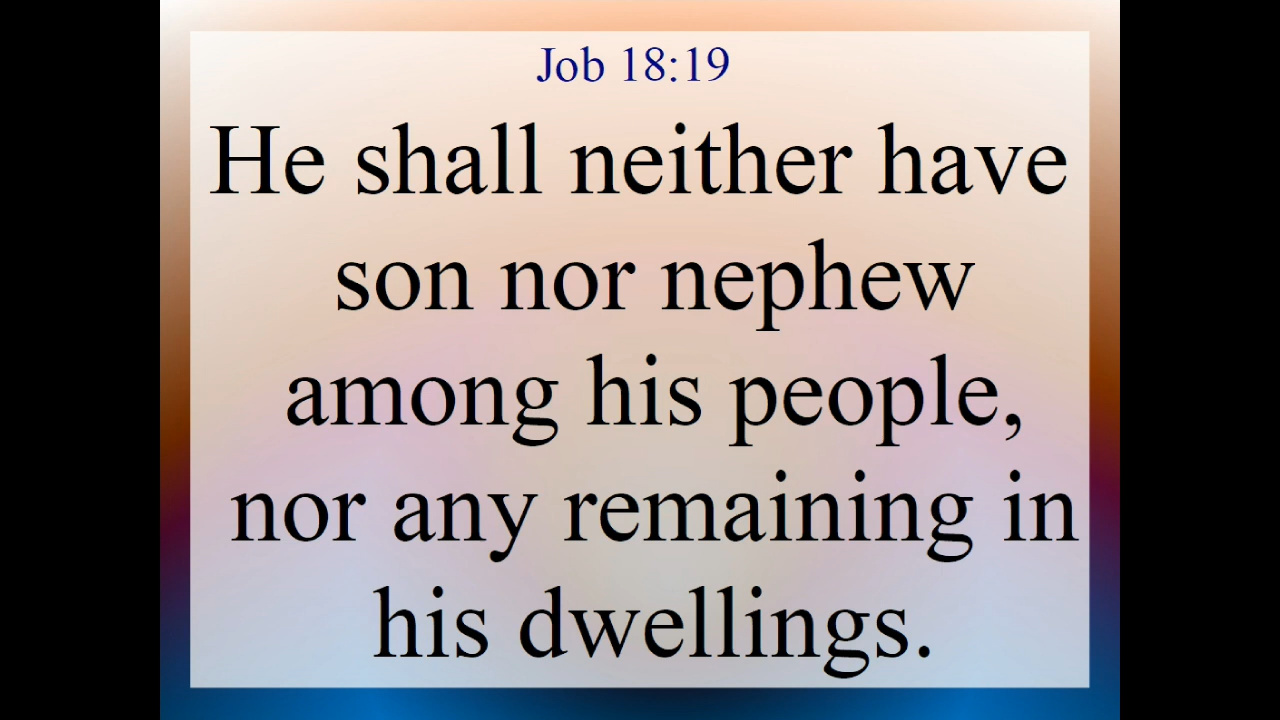 Job 18:19
He shall neither have
son nor nephew
among his people,
nor any remaining in
his dwellings.